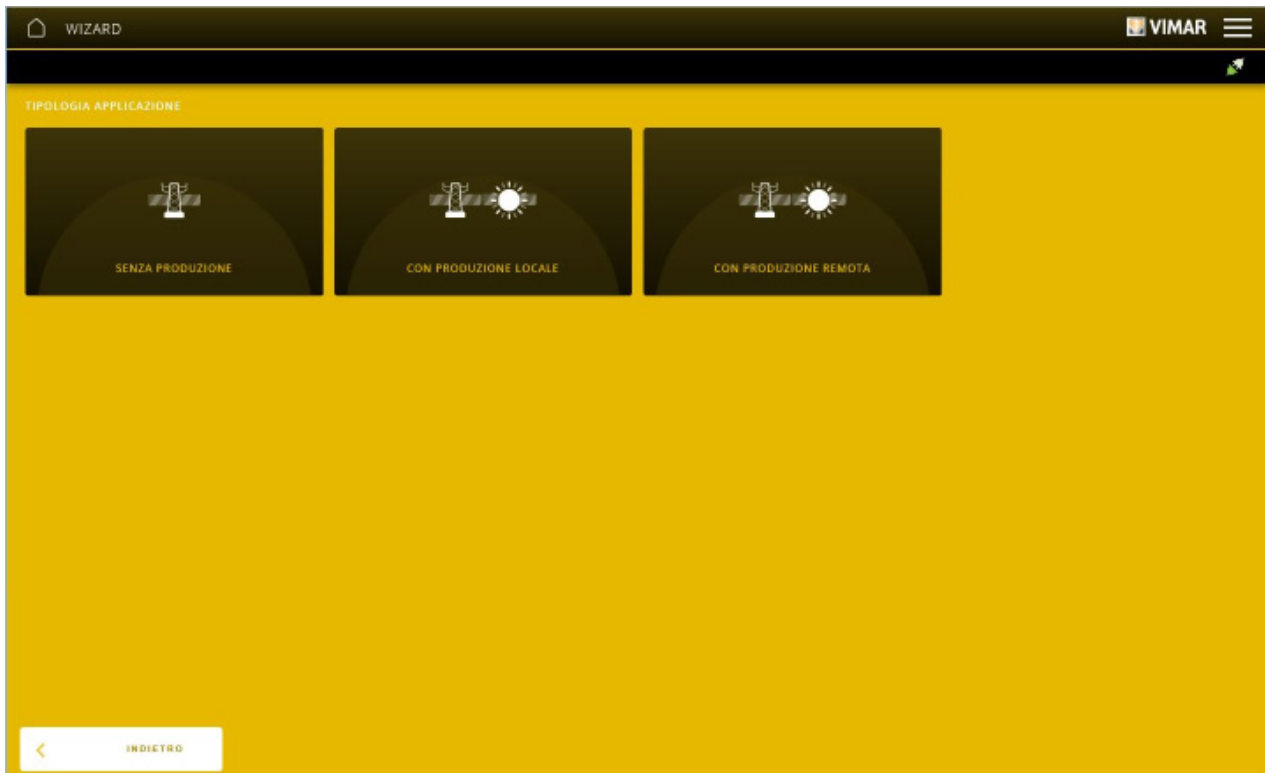 WIZARD
VIMAR
TIPOLOGIA APPLICAZIONE
SENZA PRODUZIONE
CON PRODUZIONE LOCALE
CON PRODUZIONE REMOTA
INDIETRO